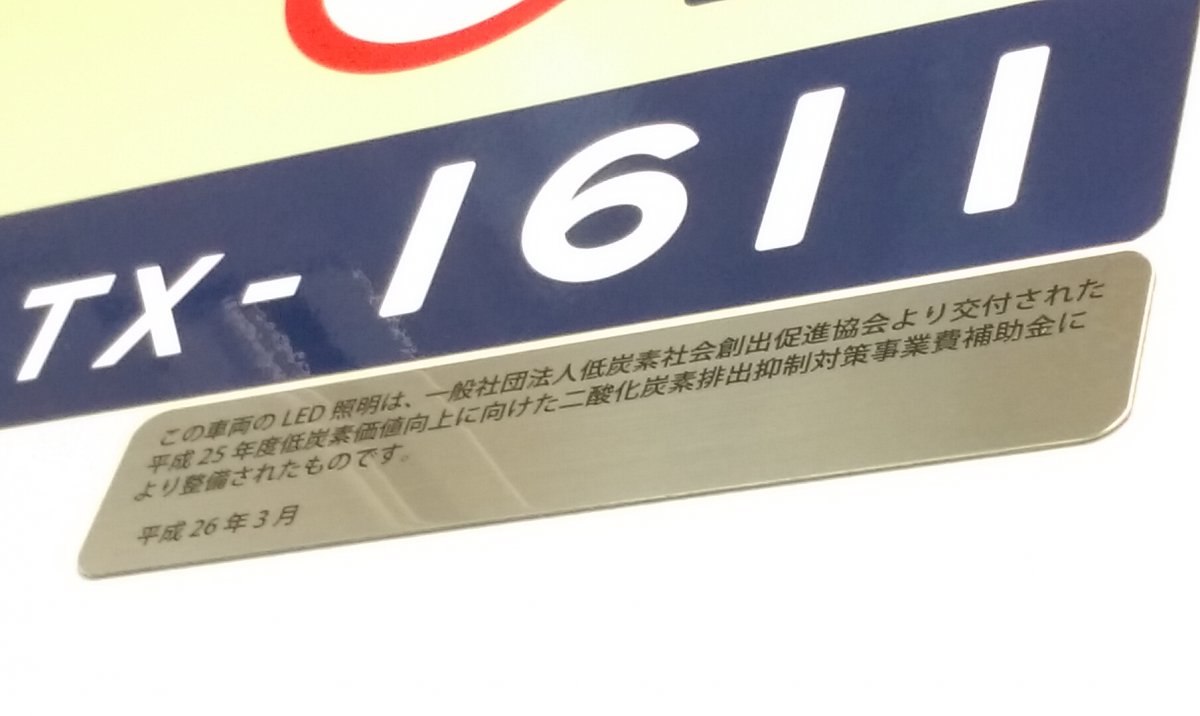 TX-1611
この車両のLED照明は、一般社団法人低炭素社会創出促進協会より交付された
平成25年度低炭素価値向上に向けた二酸化炭素排出抑制対策事業費補助金に
より整備されたものです。
平成26年3月